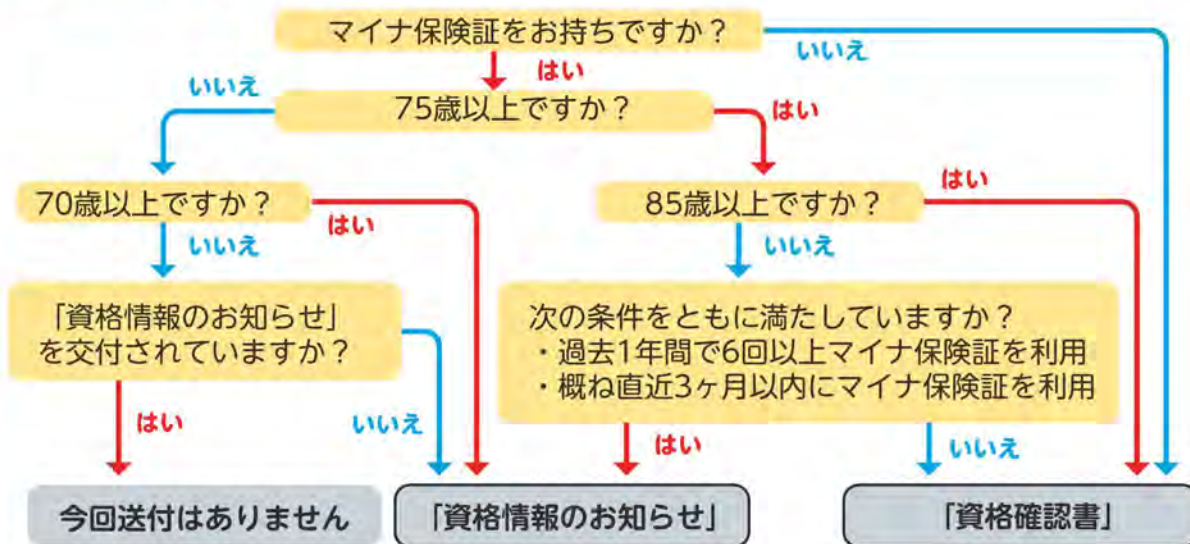 マイナ保険証をお持ちですか？
いいえ
はい
いいえ
75歳以上ですか？
はい
70歳以上ですか？
はい
いいえ
85歳以上ですか？
はい
いいえ
「資格情報のお知らせ」
を交付されていますか？
はい
いいえ
次の条件をともに満たしていますか？
・過去1年間で6回以上マイナ保険証を利用
・概ね直近3ヶ月以内にマイナ保険証を利用
はい
いいえ
今回送付はありません
「資格情報のお知らせ」
「資格確認書」